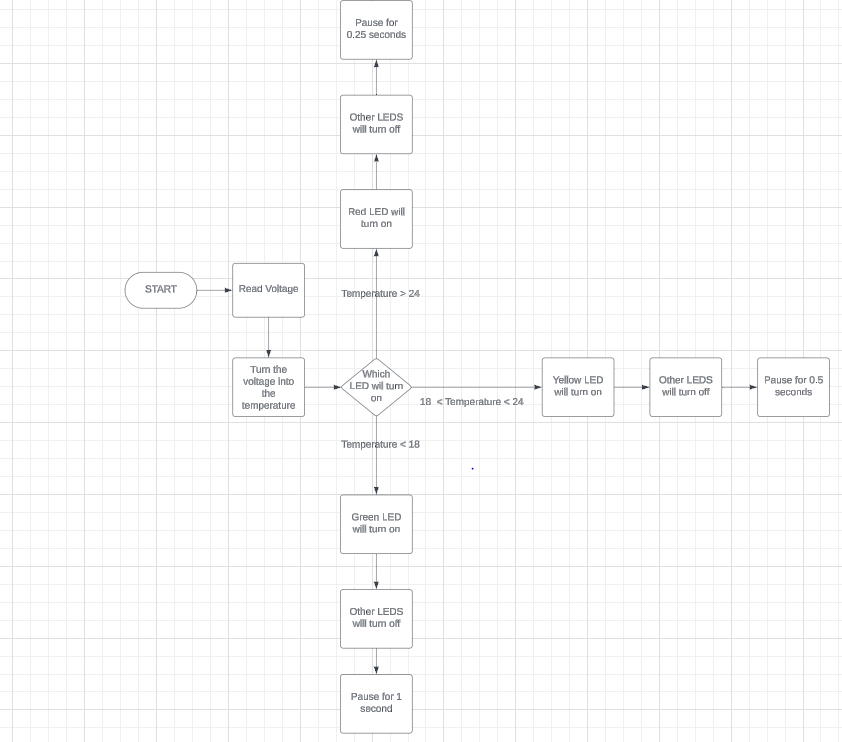 Pause for
0.25 seconds
Other LEDS
will turn off
Red LED will
turn on
START
Read Voltage
Temperature > 24
Turn the
voltage into
the
temperature
Which
LED wil turn
on
18 < Temperature < 24
Yellow LED
will turn on
Other LEDS
will turn off
Pause for 0.5
seconds
Temperature < 18
Green LED
will turn on
Other LEDS
will turn off
Pause for 1
second